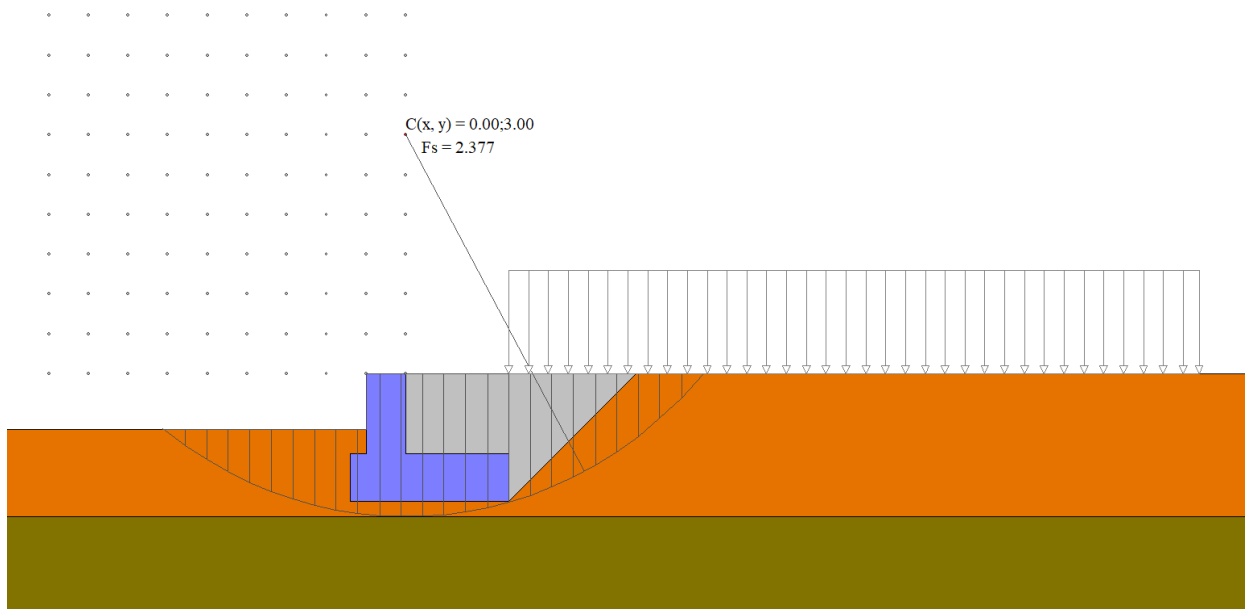 C(x, y) = 0.00;3.00
Fs = 2.377